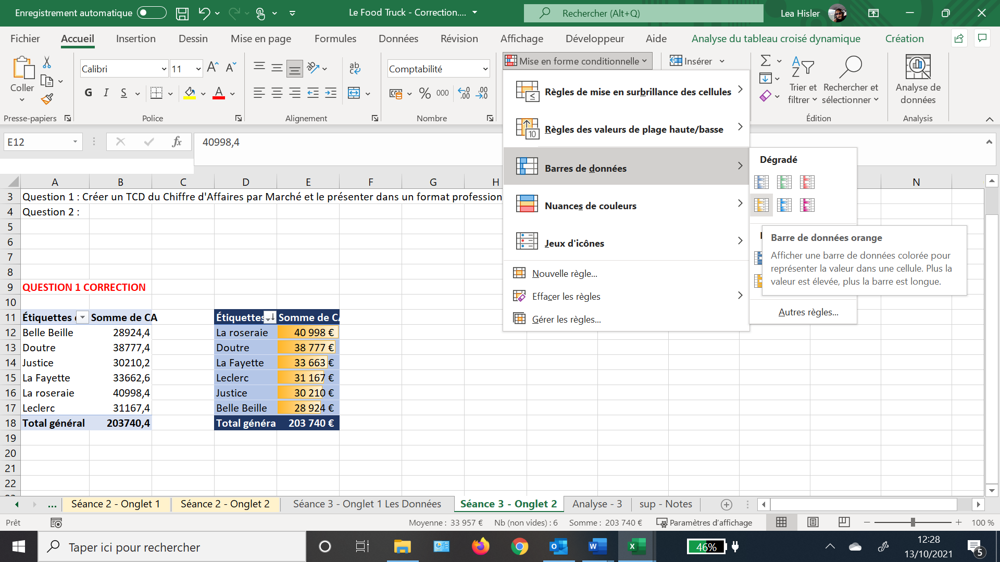 Enregistrement automatique
Le Food Truck - Correction....
Rechercher (Alt+Q)
Lea Hisler
Fichier Accueil Insertion Dessin Mise en page Formules Données Révision Affichage Développeur Aide Analyse du tableau croisé dynamique Création
Coller
Presse-papiers
Calibri 11
G I S
Police
Alignement
Comptabilité
% 000
Nombre
Mise en forme conditionnelle
Insérer
Trier et filtrer
Rechercher et sélectionner
Édition
Analyse de données
Analysis
Règles de mise en surbrillance des cellules
Règles des valeurs de plage haute/basse
Barres de données
Nuances de couleurs
Jeux d'icônes
Nouvelle règle...
Effacer les règles
Gérer les règles...
Dégradé
Barre de données orange
Afficher une barre de données colorée pour
représenter la valeur dans une cellule. Plus la
valeur est élevée, plus la barre est longue.
Autres règles...
E12 fx 40998,4
A B C D E F G H N
3 Question 1 : Créer un TCD du Chiffre d'Affaires par Marché et le présenter dans un format profession
4 Question 2 :
5
6
7
8
9 QUESTION 1 CORRECTION
10
11 Étiquettes Somme de CA Étiquettes Somme de CA
12 Belle Beille 28924,4 La roseraie 40 998 €
13 Doutre 38777,4 Doutre 38 777 €
14 Justice 30210,2 La Fayette 33 663 €
15 La Fayette 33662,6 Leclerc 31 167 €
16 La roseraie 40998,4 Justice 30 210 €
17 Leclerc 31167,4 Belle Beille 28 924 €
18 Total général 203740,4 Total généra 203 740 €
19
20
21
22
... Séance 2 - Onglet 1 Séance 2 - Onglet 2 Séance 3 - Onglet 1 Les Données Séance 3 - Onglet 2 Analyse - 3 sup - Notes
Prêt Moyenne : 33 957 € Nb (non vides) : 6 Somme : 203 740 € Paramètres d'affichage 100 %
Taper ici pour rechercher
46%
12:28
13/10/2021
5